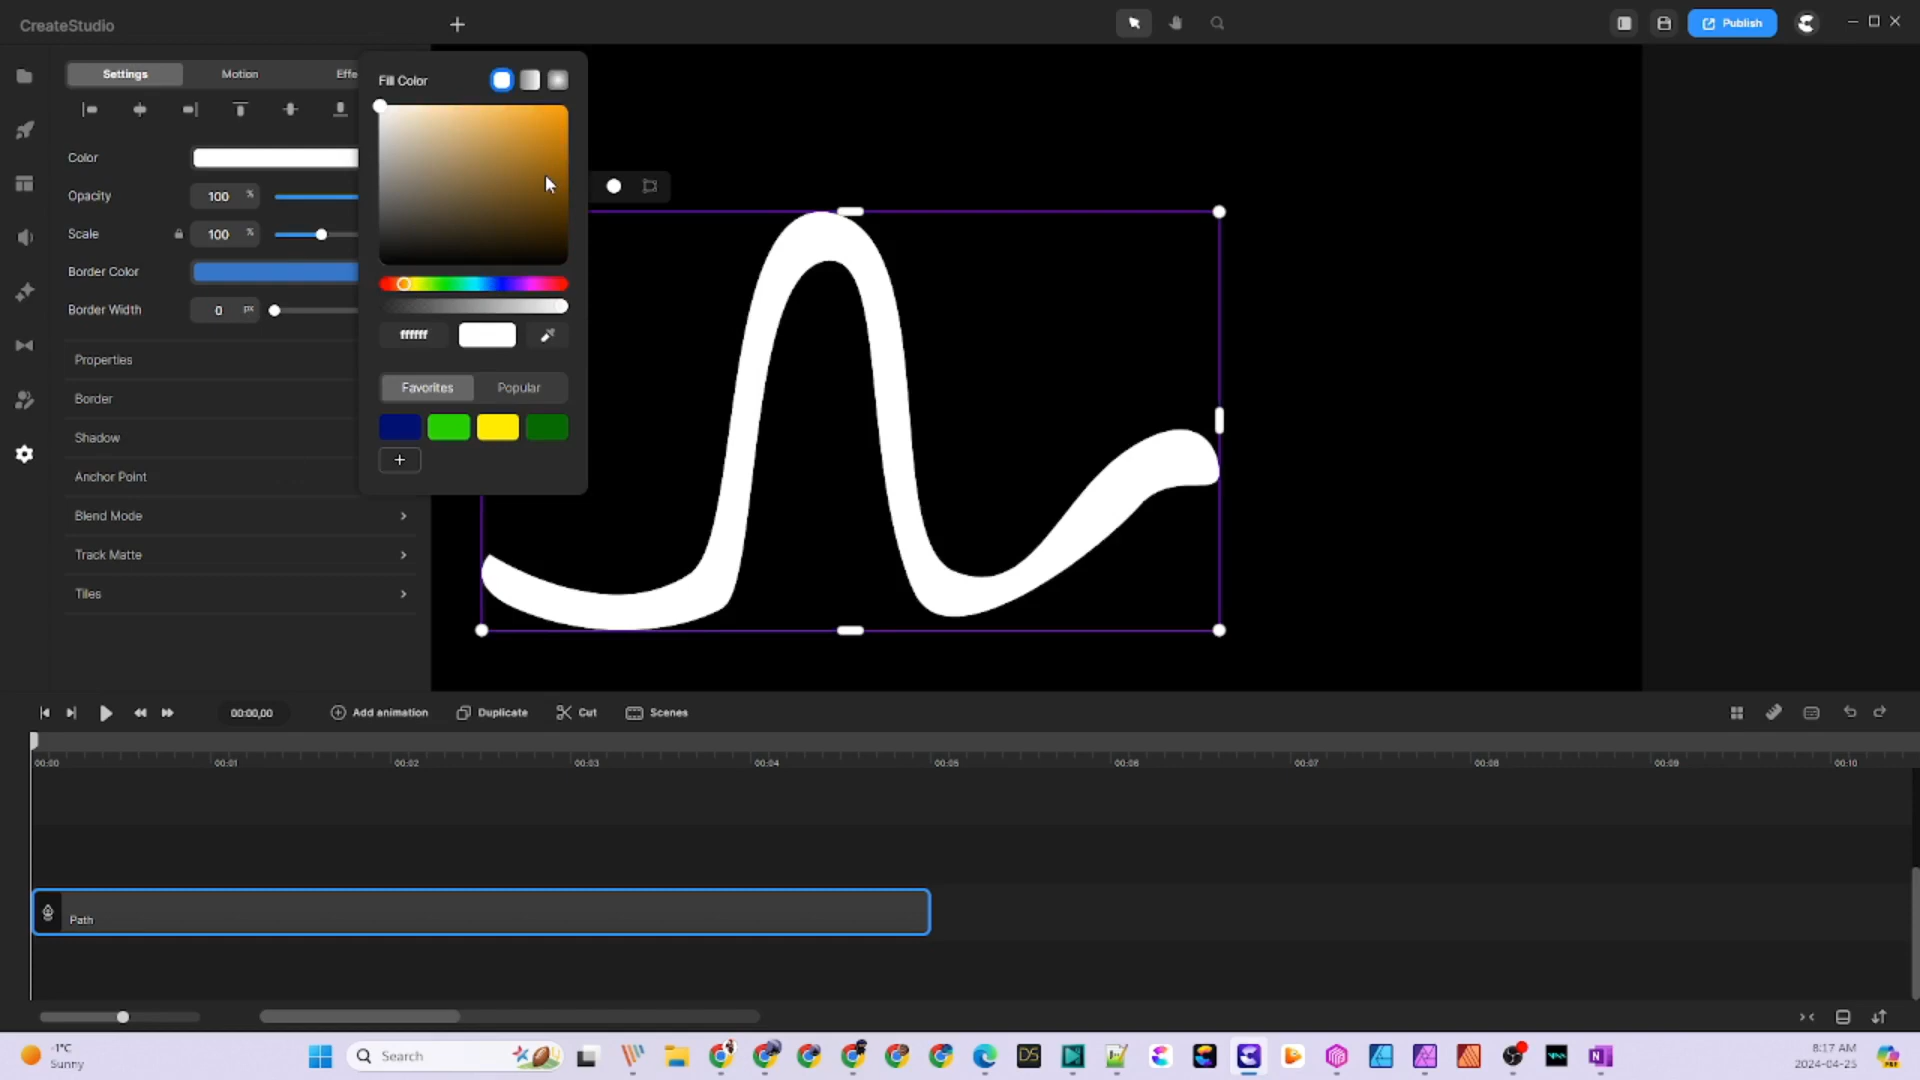 CreateStudio
Publish
Settings Motion Effe
Fill Color
Color
Opacity 100 %
Scale 100 %
Border Color
Border Width 0 px
ffffff
Favorites Popular
Properties
Border
Shadow
Anchor Point
Blend Mode
Track Matte
Tiles
00:00,00 Add animation Duplicate Cut Scenes
00:00 00:01 00:02 00:03 00:04 00:05 00:06 00:07 00:08 00:09 00:10
Path
-1°C
Sunny
Search
DS
8:17 AM
2024-04-25